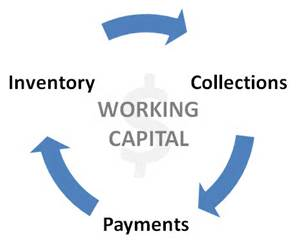 Inventory
Collections
WORKING
CAPITAL
Payments
$